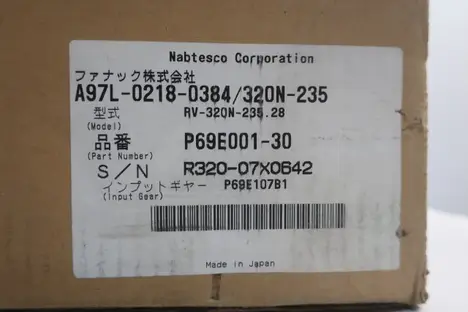 Nabtesco Corporation
ファナック株式会社
A97L-0218-0384/320N-235
型式 RV-320N-235.28
(Model)
品番 P69E001-30
(Part Number)
S/N R320-07X0642
インプットギヤー P69E107B1
(Input Gear)
Made in Japan